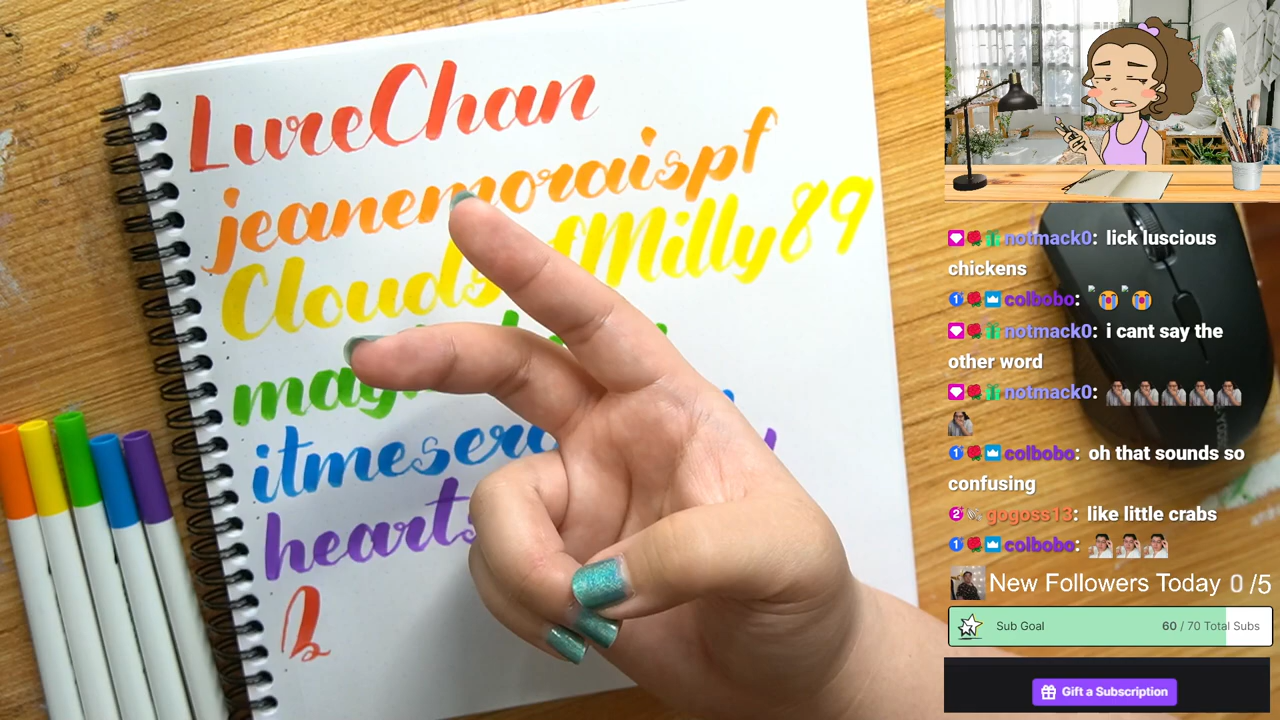 LureChan
jeanemoraispf
CloudsofMilly89
hearts
notmack0: lick luscious
chickens
colbobo:
notmack0: i cant say the
other word
notmack0:
colbobo: oh that sounds so
confusing
gogoss13: like little crabs
colbobo:
New Followers Today 0 /5
Sub Goal
60 / 70 Total Subs
Gift a Subscription